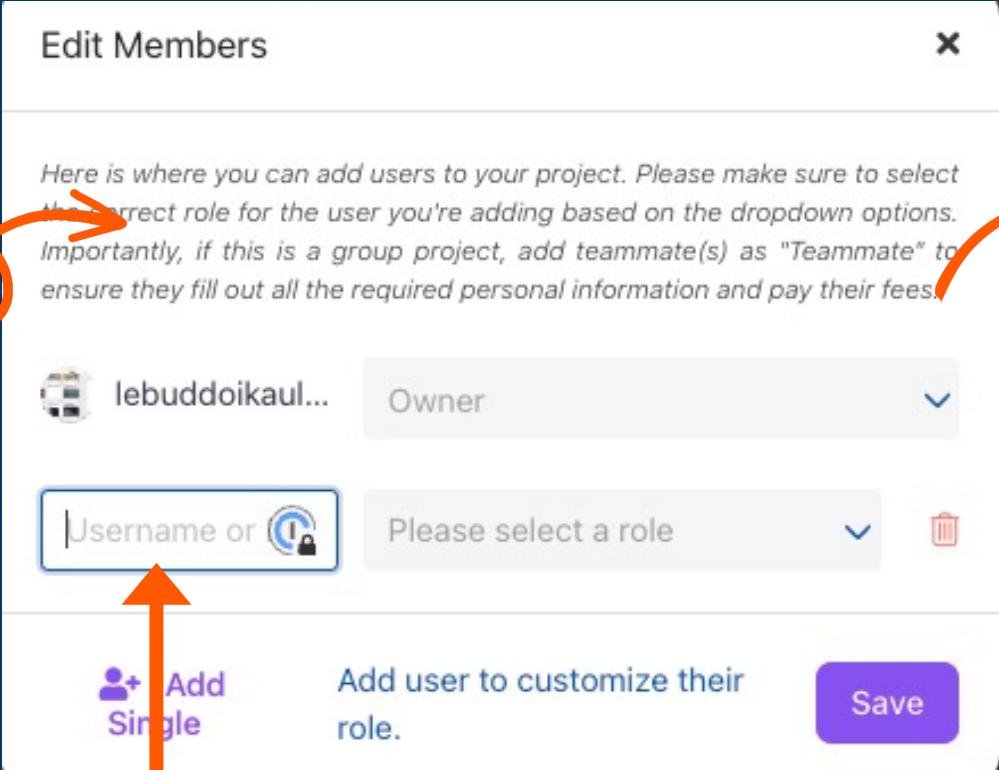 Edit Members
Here is where you can add users to your project. Please make sure to select
the correct role for the user you're adding based on the dropdown options.
Importantly, if this is a group project, add teammate(s) as "Teammate" to
ensure they fill out all the required personal information and pay their fees.
lebuddoikaul... Owner
Username or Please select a role
Add
Single
Add user to customize their
role.
Save